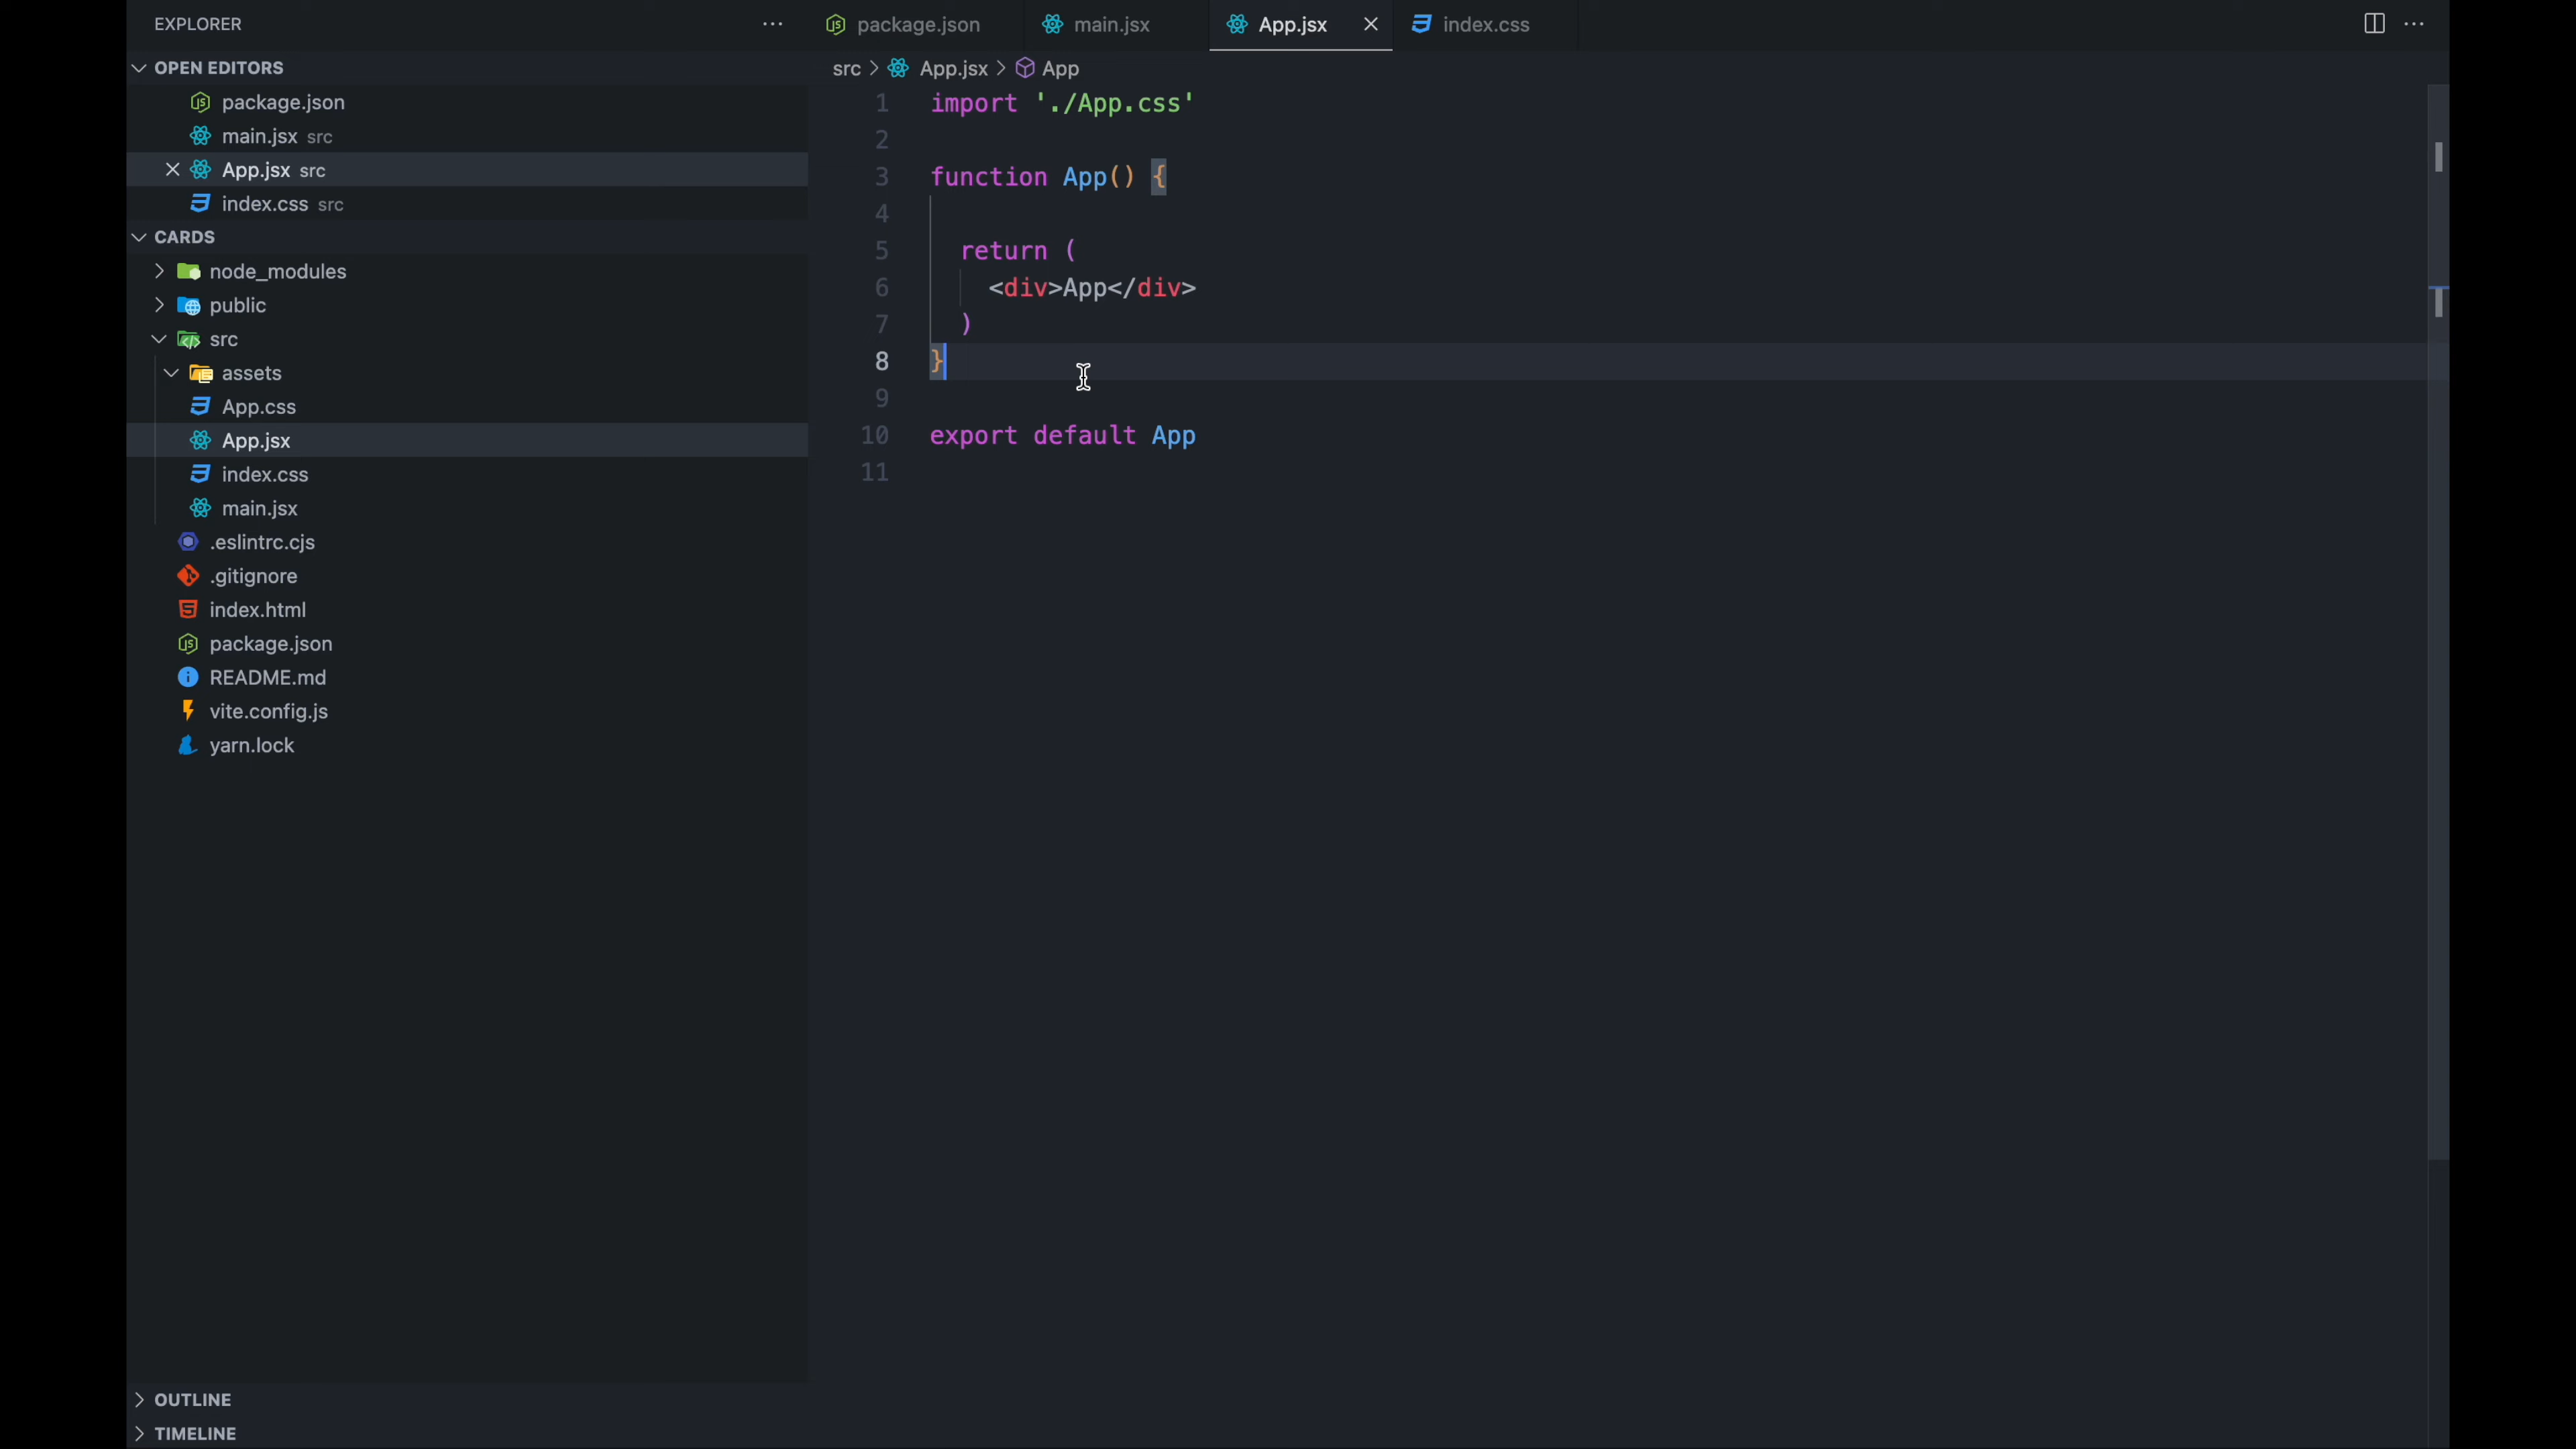 EXPLORER
OPEN EDITORS
package.json
main.jsx src
App.jsx src
index.css src
CARDS
node_modules
public
src
assets
App.css
App.jsx
index.css
main.jsx
.eslintrc.cjs
.gitignore
index.html
package.json
README.md
vite.config.js
yarn.lock
OUTLINE
TIMELINE
package.json main.jsx App.jsx index.css
src > App.jsx > App
1 import './App.css'
2
3 function App() {
4
5 return (
6 <div>App</div>
7 )
8 }
9
10 export default App
11